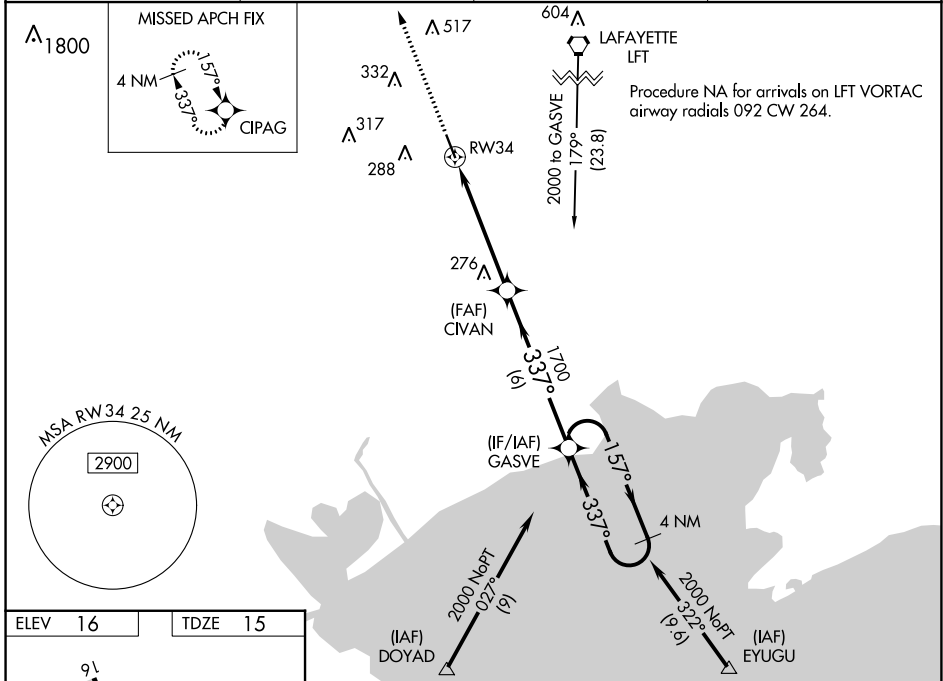 1800
MISSED APCH FIX
4 NM
157°
337°
CIPAG
517
332
317
288
RW34
604
LAFAYETTE
LFT
2000 to GASVE
179°
(23.8)
Procedure NA for arrivals on LFT VORTAC
airway radials 092 CW 264.
276
(FAF)
CIVAN
1700
337°
(6)
(IF/IAF)
GASVE
157°
337°
4 NM
MSA RW34 25 NM
2900
2000 NoPT
027°
(9)
(IAF)
DOYAD
2000 NoPT
322°
(9.6)
(IAF)
EYUGU
ELEV 16
TDZE 15
16